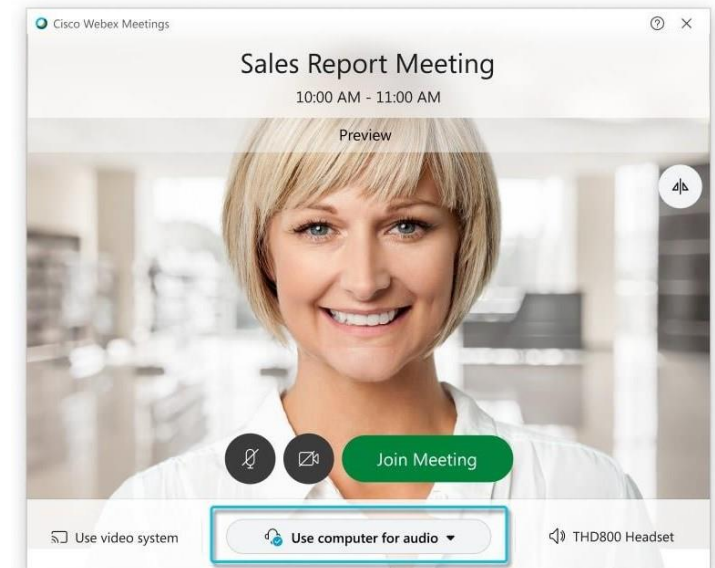 Cisco Webex Meetings
Sales Report Meeting
10:00 AM - 11:00 AM
Preview
Join Meeting
Use video system
Use computer for audio
THD800 Headset